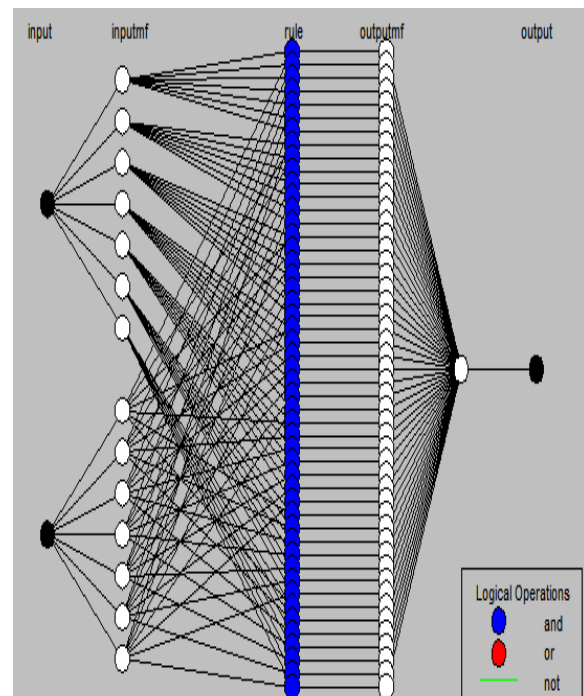 input inputmf rule outputmf output
Logical Operations
and
or
not